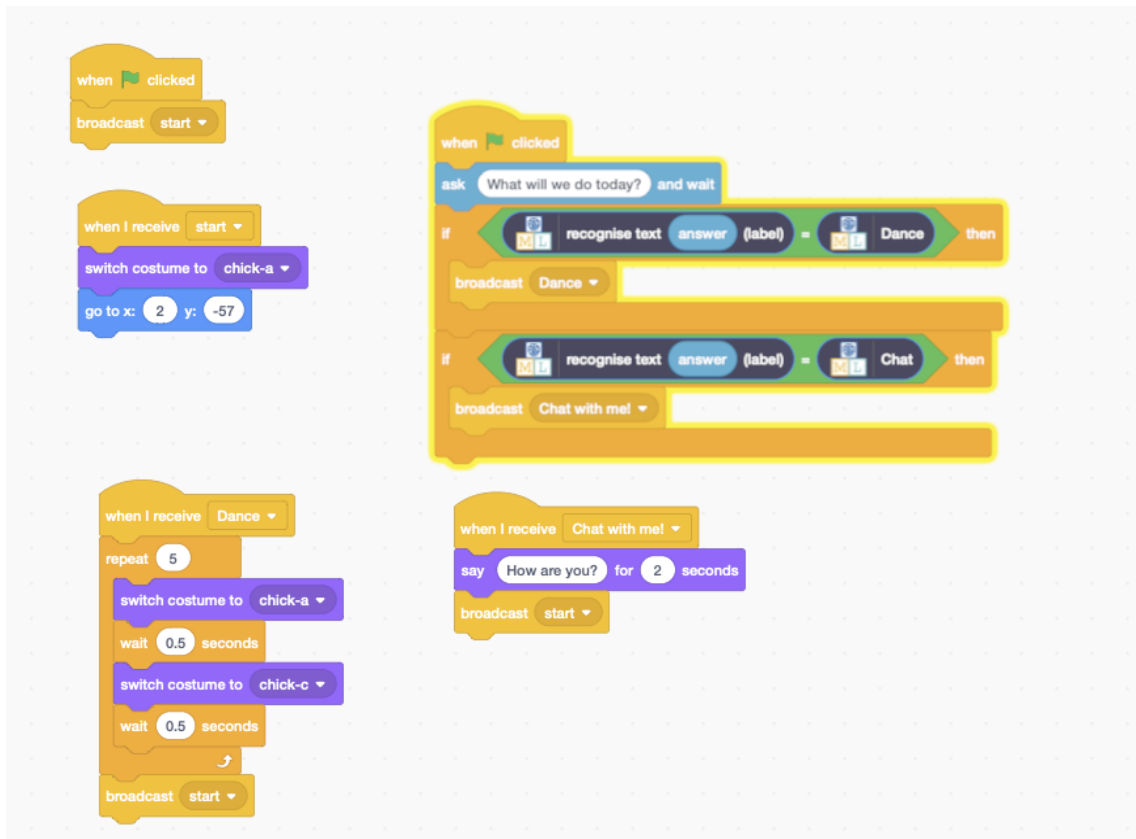 when clicked
broadcast start
when I receive start
switch costume to chick-a
go to x: 2 y: -57
when clicked
ask What will we do today? and wait
if ML recognise text answer (label) = ML Dance then
broadcast Dance
if ML recognise text answer (label) = ML Chat then
broadcast Chat with me!
when I receive Dance
repeat 5
switch costume to chick-a
wait 0.5 seconds
switch costume to chick-c
wait 0.5 seconds
broadcast start
when I receive Chat with me!
say How are you? for 2 seconds
broadcast start